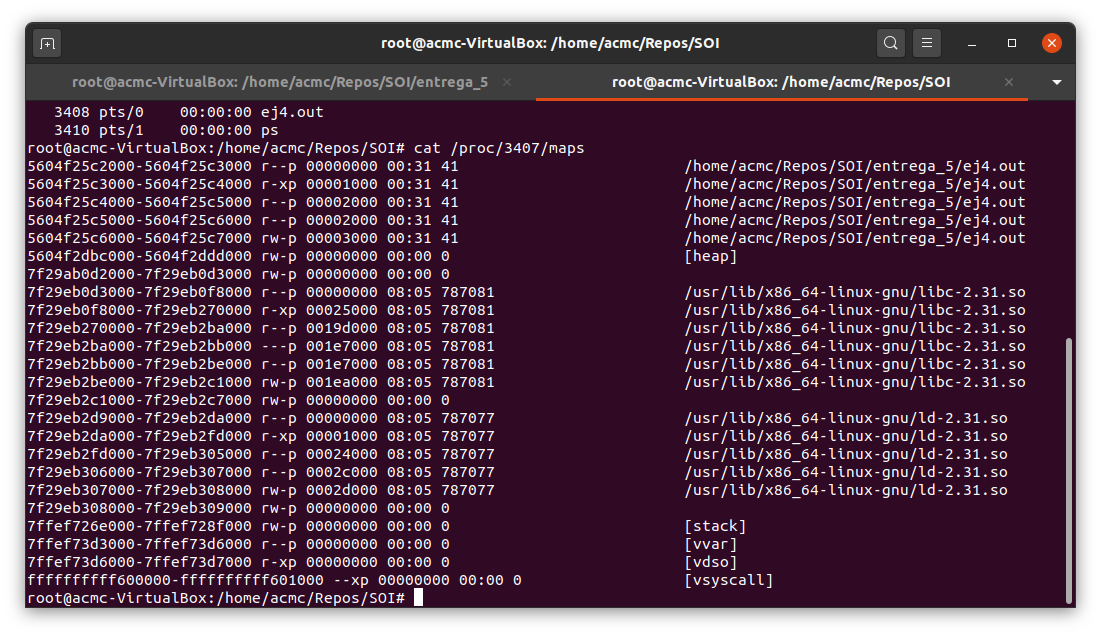 root@acmc-VirtualBox: /home/acmc/Repos/SOI
root@acmc-VirtualBox: /home/acmc/Repos/SOI/entrega_5 × root@acmc-VirtualBox: /home/acmc/Repos/SOI ×
   3408 pts/0    00:00:00 ej4.out
   3410 pts/1    00:00:00 ps
root@acmc-VirtualBox:/home/acmc/Repos/SOI# cat /proc/3407/maps
5604f25c2000-5604f25c3000 r--p 00000000 00:31 41                         /home/acmc/Repos/SOI/entrega_5/ej4.out
5604f25c3000-5604f25c4000 r-xp 00001000 00:31 41                         /home/acmc/Repos/SOI/entrega_5/ej4.out
5604f25c4000-5604f25c5000 r--p 00002000 00:31 41                         /home/acmc/Repos/SOI/entrega_5/ej4.out
5604f25c5000-5604f25c6000 r--p 00002000 00:31 41                         /home/acmc/Repos/SOI/entrega_5/ej4.out
5604f25c6000-5604f25c7000 rw-p 00003000 00:31 41                         /home/acmc/Repos/SOI/entrega_5/ej4.out
5604f2dbc000-5604f2ddd000 rw-p 00000000 00:00 0                          [heap]
7f29ab0d2000-7f29eb0d3000 rw-p 00000000 00:00 0
7f29eb0d3000-7f29eb0f8000 r--p 00000000 08:05 787081                     /usr/lib/x86_64-linux-gnu/libc-2.31.so
7f29eb0f8000-7f29eb270000 r-xp 00025000 08:05 787081                     /usr/lib/x86_64-linux-gnu/libc-2.31.so
7f29eb270000-7f29eb2ba000 r--p 0019d000 08:05 787081                     /usr/lib/x86_64-linux-gnu/libc-2.31.so
7f29eb2ba000-7f29eb2bb000 ---p 001e7000 08:05 787081                     /usr/lib/x86_64-linux-gnu/libc-2.31.so
7f29eb2bb000-7f29eb2be000 r--p 001e7000 08:05 787081                     /usr/lib/x86_64-linux-gnu/libc-2.31.so
7f29eb2be000-7f29eb2c1000 rw-p 001ea000 08:05 787081                     /usr/lib/x86_64-linux-gnu/libc-2.31.so
7f29eb2c1000-7f29eb2c7000 rw-p 00000000 00:00 0
7f29eb2d9000-7f29eb2da000 r--p 00000000 08:05 787077                     /usr/lib/x86_64-linux-gnu/ld-2.31.so
7f29eb2da000-7f29eb2fd000 r-xp 00001000 08:05 787077                     /usr/lib/x86_64-linux-gnu/ld-2.31.so
7f29eb2fd000-7f29eb305000 r--p 00024000 08:05 787077                     /usr/lib/x86_64-linux-gnu/ld-2.31.so
7f29eb306000-7f29eb307000 r--p 0002c000 08:05 787077                     /usr/lib/x86_64-linux-gnu/ld-2.31.so
7f29eb307000-7f29eb308000 rw-p 0002d000 08:05 787077                     /usr/lib/x86_64-linux-gnu/ld-2.31.so
7f29eb308000-7f29eb309000 rw-p 00000000 00:00 0
7ffef726e000-7ffef728f000 rw-p 00000000 00:00 0                          [stack]
7ffef73d3000-7ffef73d6000 r--p 00000000 00:00 0                          [vvar]
7ffef73d6000-7ffef73d7000 r-xp 00000000 00:00 0                          [vdso]
ffffffffff600000-ffffffffff601000 --xp 00000000 00:00 0                  [vsyscall]
root@acmc-VirtualBox:/home/acmc/Repos/SOI#